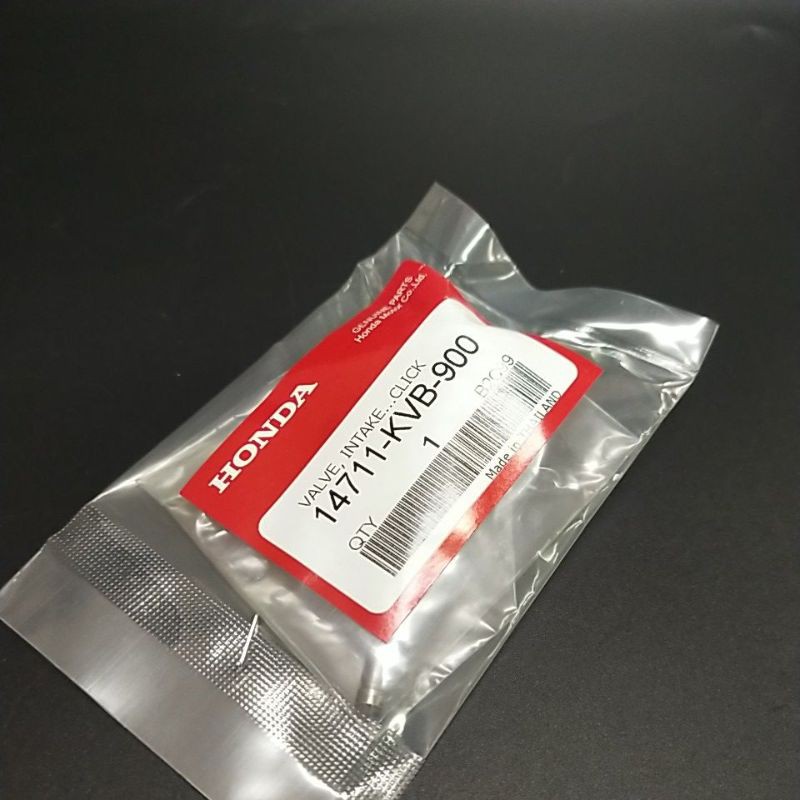 GENUINE PARTS
Honda Motor Co.,Ltd.
HONDA
VALVE, INTAKE...CLICK
14711-KVB-900
QTY 1
Made in THAILAND